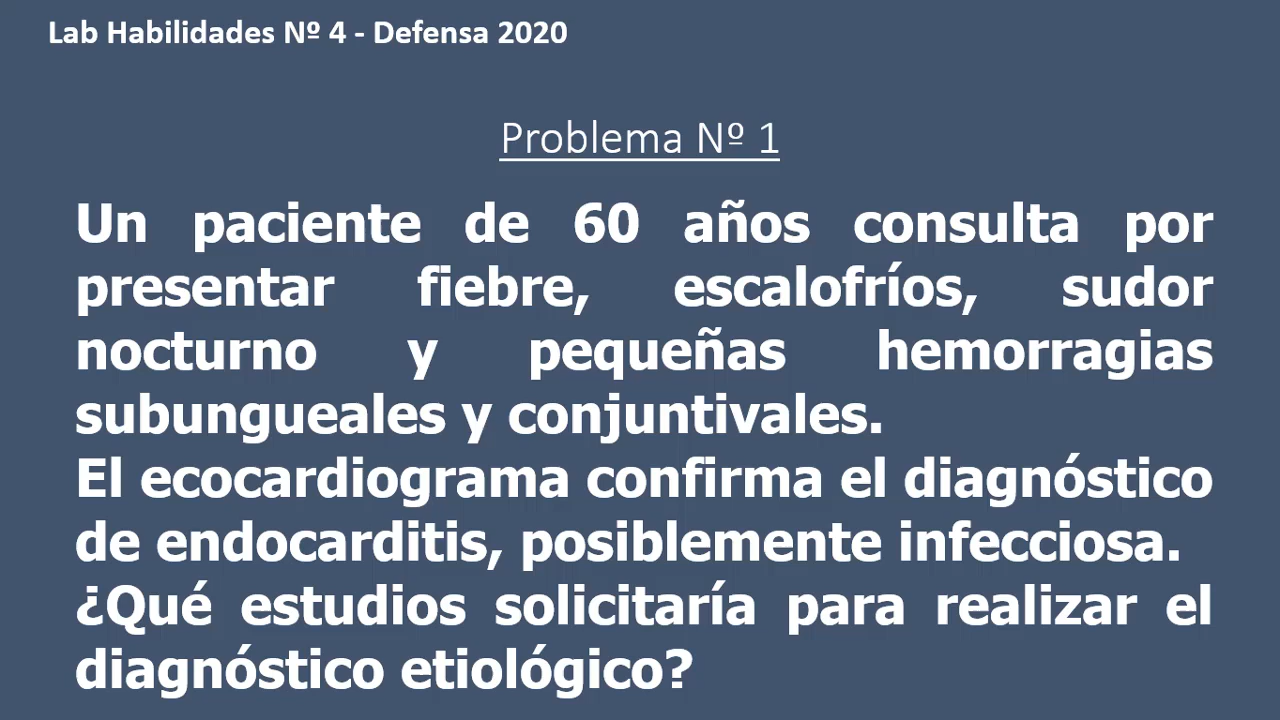 Lab Habilidades Nº 4 - Defensa 2020
Problema Nº 1
Un paciente de 60 años consulta por
presentar fiebre, escalofríos, sudor
nocturno y pequeñas hemorragias
subungueales y conjuntivales.
El ecocardiograma confirma el diagnóstico
de endocarditis, posiblemente infecciosa.
¿Qué estudios solicitaría para realizar el
diagnóstico etiológico?